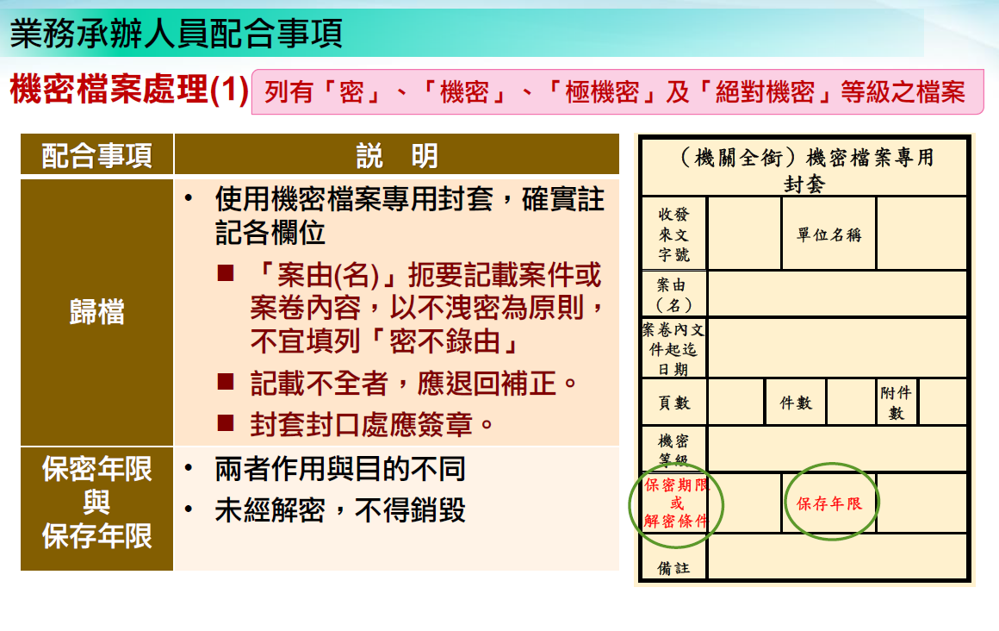 業務承辦人員配合事項
機密檔案處理(1)
列有「密」、「機密」、「極機密」及「絕對機密」等級之檔案
配合事項
説 明
歸檔
• 使用機密檔案專用封套，確實註
記各欄位
■ 「案由(名)」扼要記載案件或
案卷內容，以不洩密為原則，
不宜填列「密不錄由」
■ 記載不全者，應退回補正。
■ 封套封口處應簽章。
保密年限
與
保存年限
• 兩者作用與目的不同
• 未經解密，不得銷毀
（機關全銜）機密檔案專用
封套
收發
來文
字號
單位名稱
案由
（名）
案卷內文
件起迄
日期
頁數
件數
附件
數
機密
等級
保密期限
或
解密條件
保存年限
備註